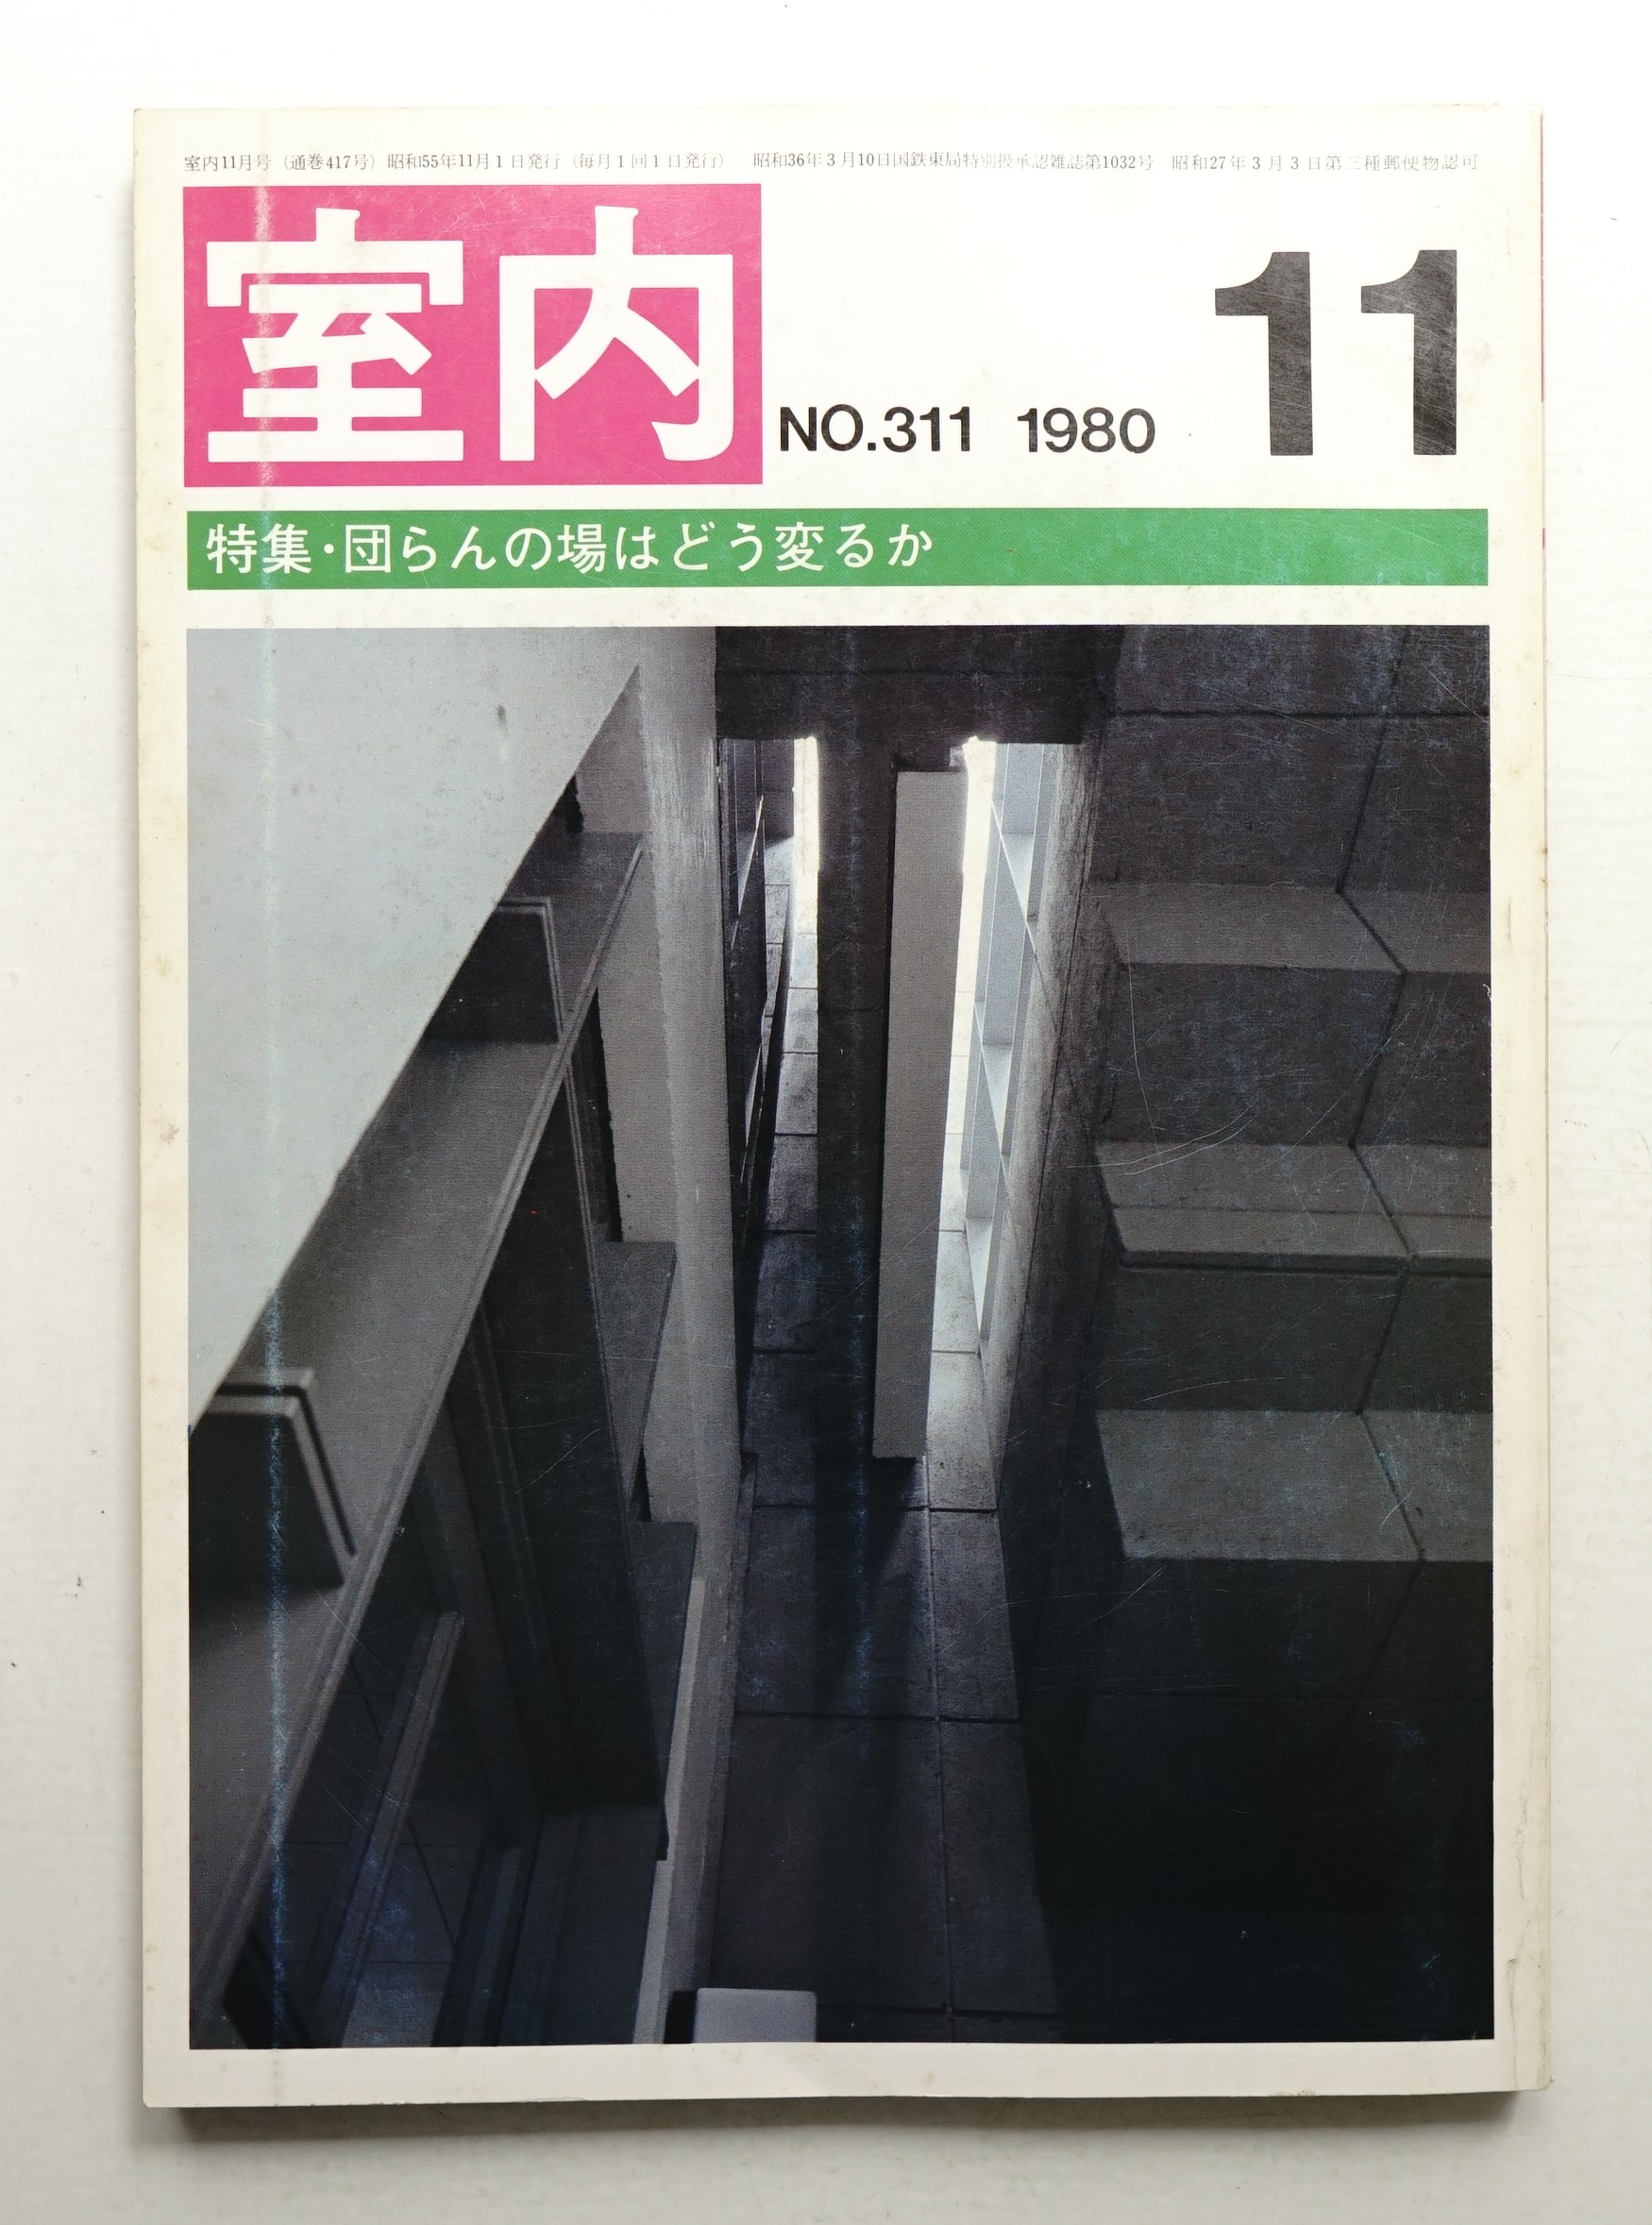 室内11月号（通巻417号）昭和55年11月1日発行（毎月1回1日発行）　昭和36年3月10日国鉄東局特別扱承認雑誌第1032号　昭和27年3月3日第三種郵便物認可
室内
NO.311 1980
11
特集・団らんの場はどう変るか